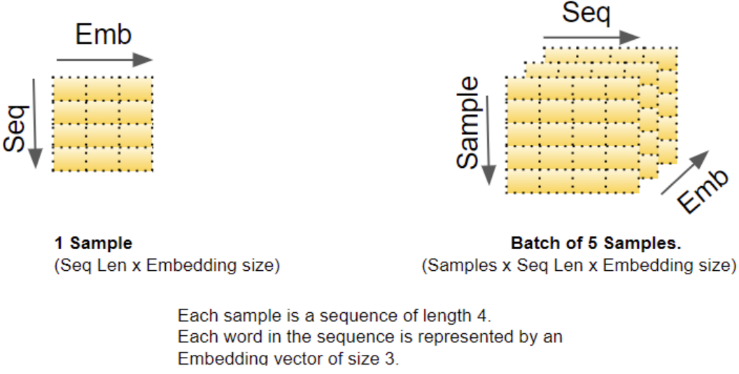 Emb
Seq
Seq
Sample
Emb
1 Sample
(Seq Len x Embedding size)
Batch of 5 Samples.
(Samples x Seq Len x Embedding size)
Each sample is a sequence of length 4.
Each word in the sequence is represented by an
Embedding vector of size 3.